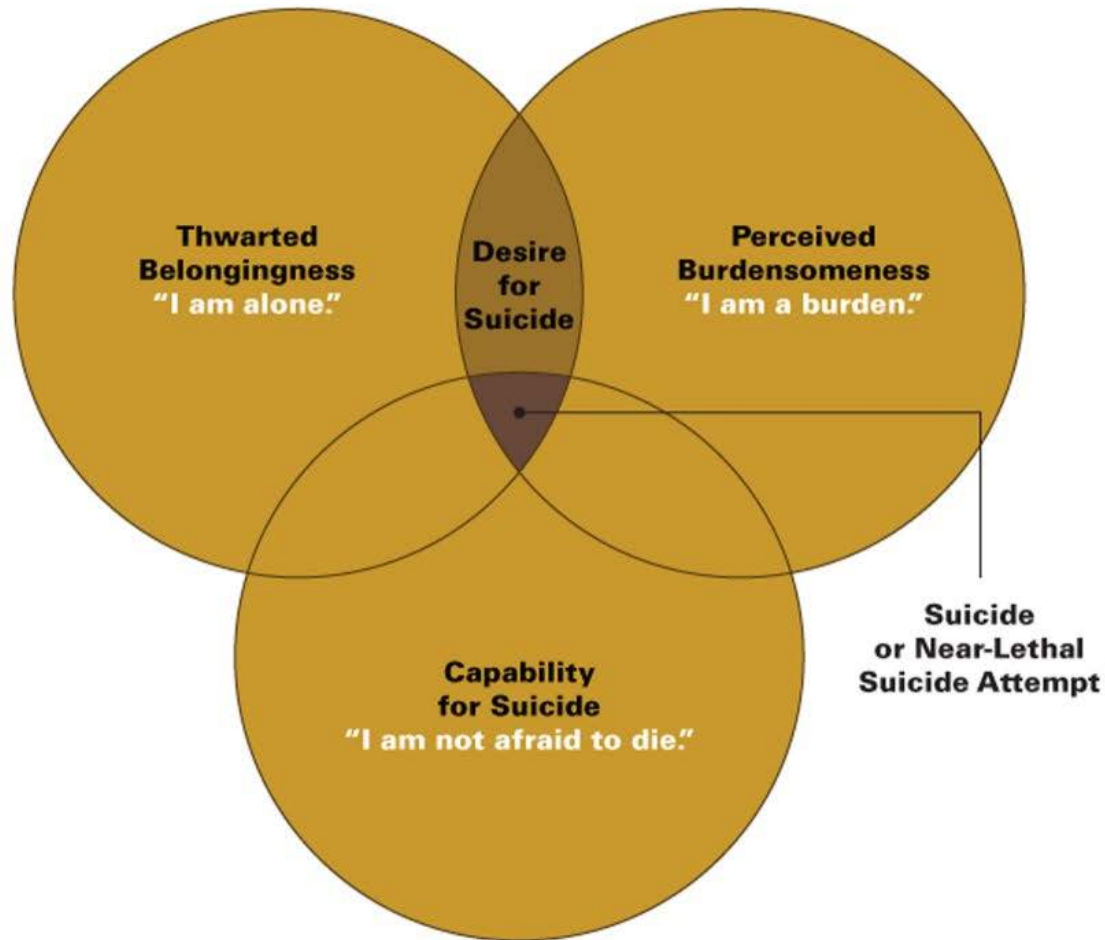 Thwarted
Belongingness
“I am alone.”
Desire
for
Suicide
Perceived
Burdensomeness
“I am a burden.”
Suicide
or Near-Lethal
Suicide Attempt
Capability
for Suicide
“I am not afraid to die.”